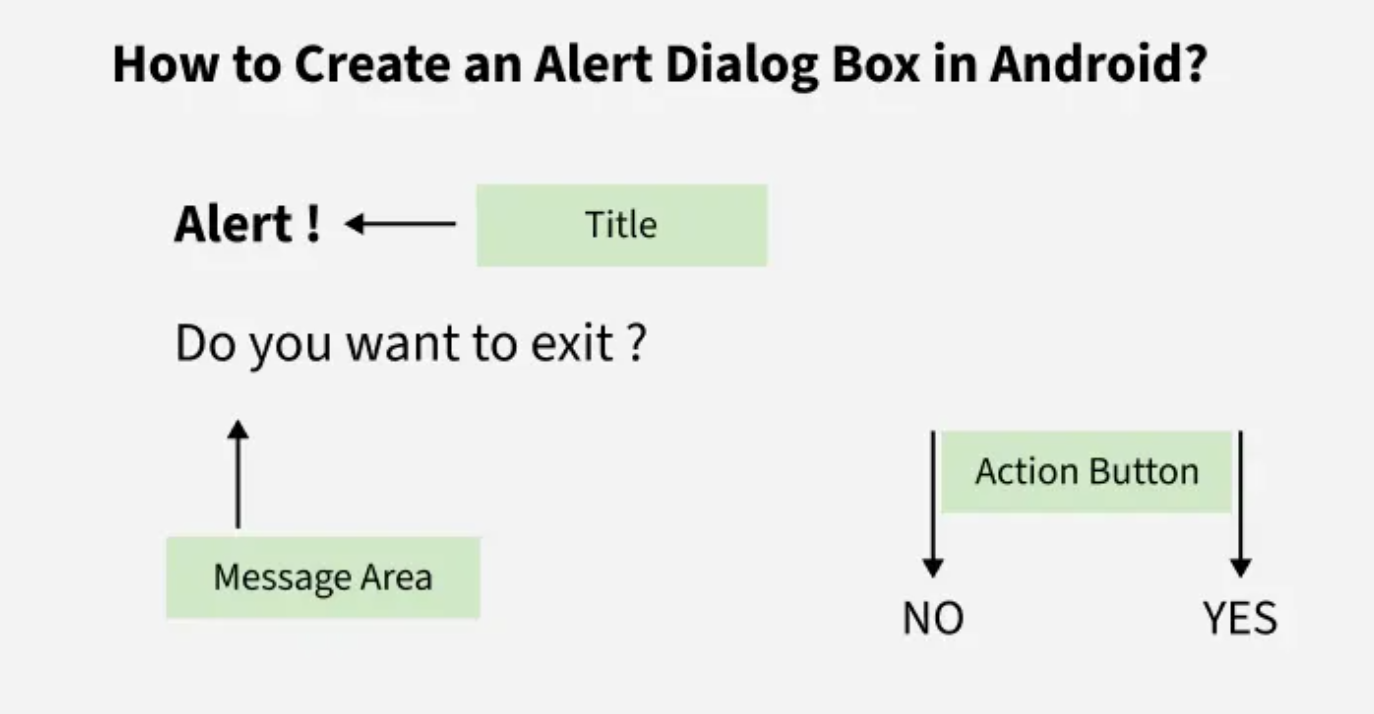 How to Create an Alert Dialog Box in Android?
Alert ! Title
Do you want to exit ?
Action Button
Message Area
NO YES